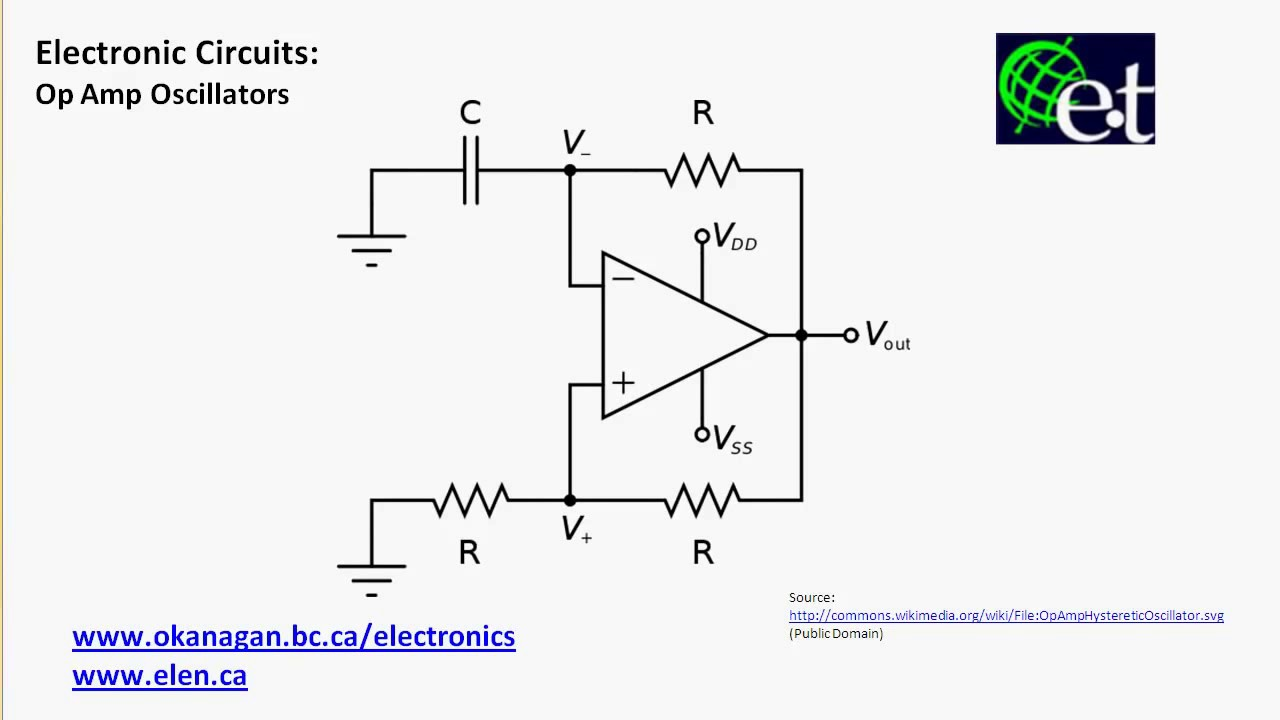 Electronic Circuits:
Op Amp Oscillators
e.t
C
R
V−
VDD
−
Vout
+
VSS
V+
R
R
Source:
http://commons.wikimedia.org/wiki/File:OpAmpHystereticOscillator.svg
(Public Domain)
www.okanagan.bc.ca/electronics
www.elen.ca